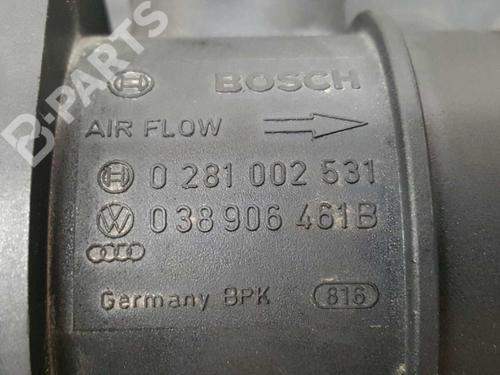 BOSCH
AIR FLOW
0 281 002 531
038 906 461B
Germany BPK 816
B-PARTS